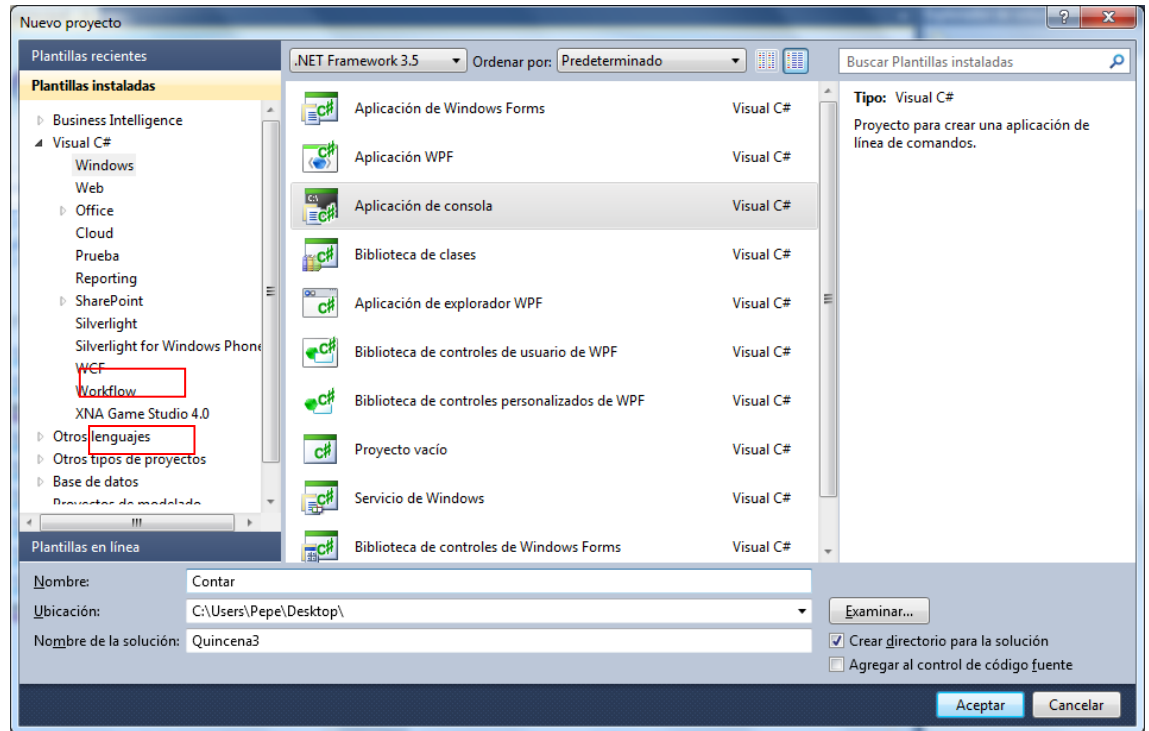 Nuevo proyecto
Plantillas recientes
Plantillas instaladas
Business Intelligence
Visual C#
Windows
Web
Office
Cloud
Prueba
Reporting
SharePoint
Silverlight
Silverlight for Windows Phone
WCF
Workflow
XNA Game Studio 4.0
Otros lenguajes
Otros tipos de proyectos
Base de datos
Proyectos de modelado
Plantillas en línea
.NET Framework 3.5 Ordenar por: Predeterminado
Aplicación de Windows Forms Visual C#
Aplicación WPF Visual C#
Aplicación de consola Visual C#
Biblioteca de clases Visual C#
Aplicación de explorador WPF Visual C#
Biblioteca de controles de usuario de WPF Visual C#
Biblioteca de controles personalizados de WPF Visual C#
Proyecto vacío Visual C#
Servicio de Windows Visual C#
Biblioteca de controles de Windows Forms Visual C#
Buscar Plantillas instaladas
Tipo: Visual C#
Proyecto para crear una aplicación de
línea de comandos.
Nombre: Contar
Ubicación: C:\Users\Pepe\Desktop\
Examinar...
Nombre de la solución: Quincena3
Crear directorio para la solución
Agregar al control de código fuente
Aceptar Cancelar